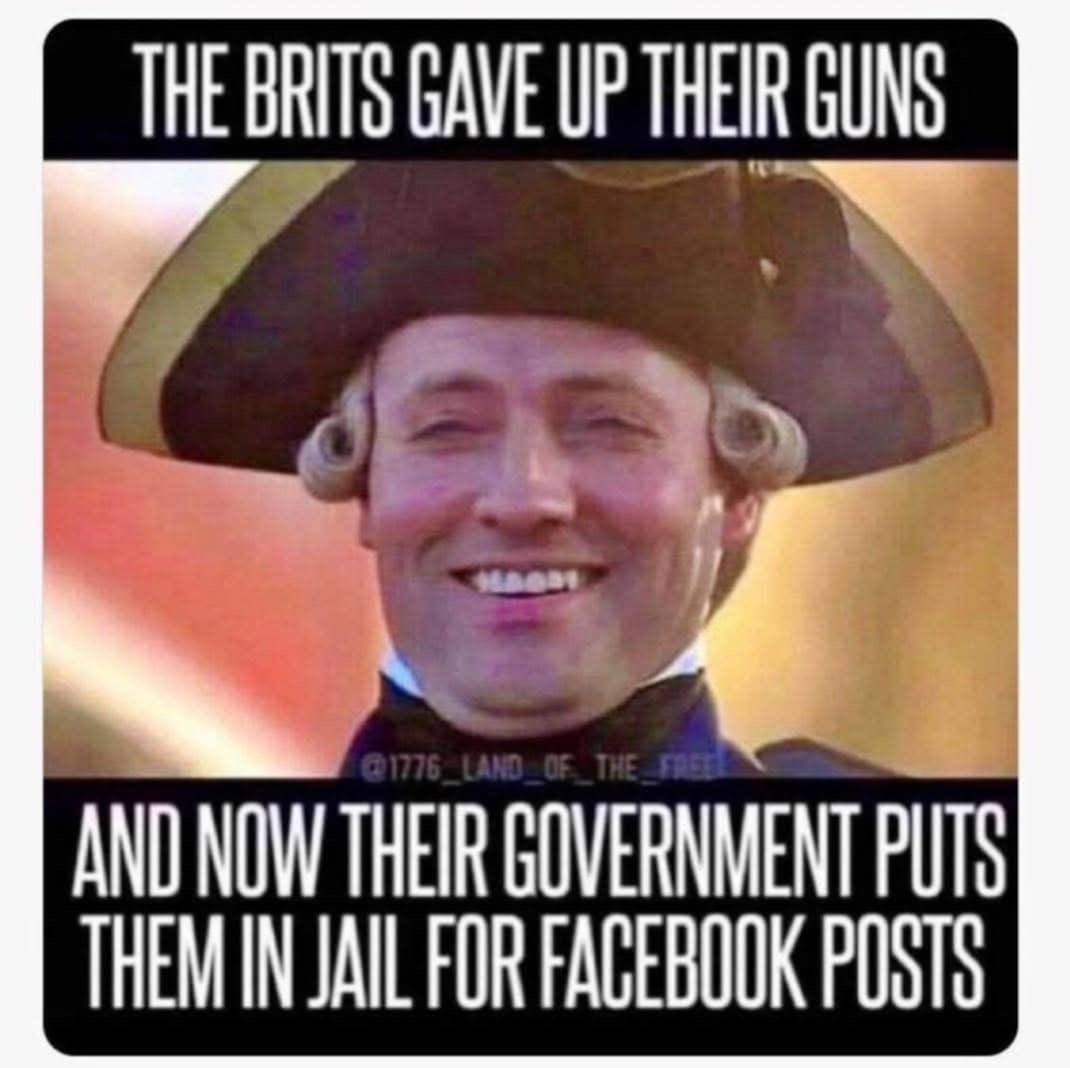 THE BRITS GAVE UP THEIR GUNS
@1776_LAND_OF_THE_FREE
AND NOW THEIR GOVERNMENT PUTS
THEM IN JAIL FOR FACEBOOK POSTS